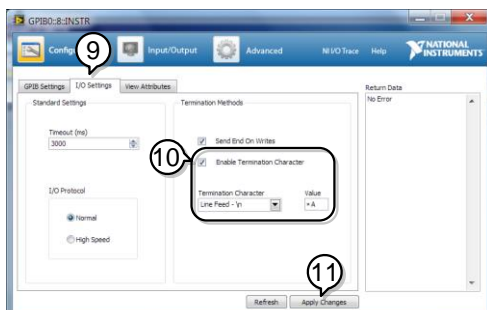 GPIB0::8::INSTR
Config
9
Input/Output
Advanced
NI I/O Trace
Help
NATIONAL
INSTRUMENTS
GPIB Settings
I/O Settings
View Attributes
Return Data
No Error
Standard Settings
Termination Methods
Timeout (ms)
3000
Send End On Writes
10
Enable Termination Character
Termination Character
Value
Line Feed - \n
I/O Protocol
Normal
High Speed
11
Refresh
Apply Changes